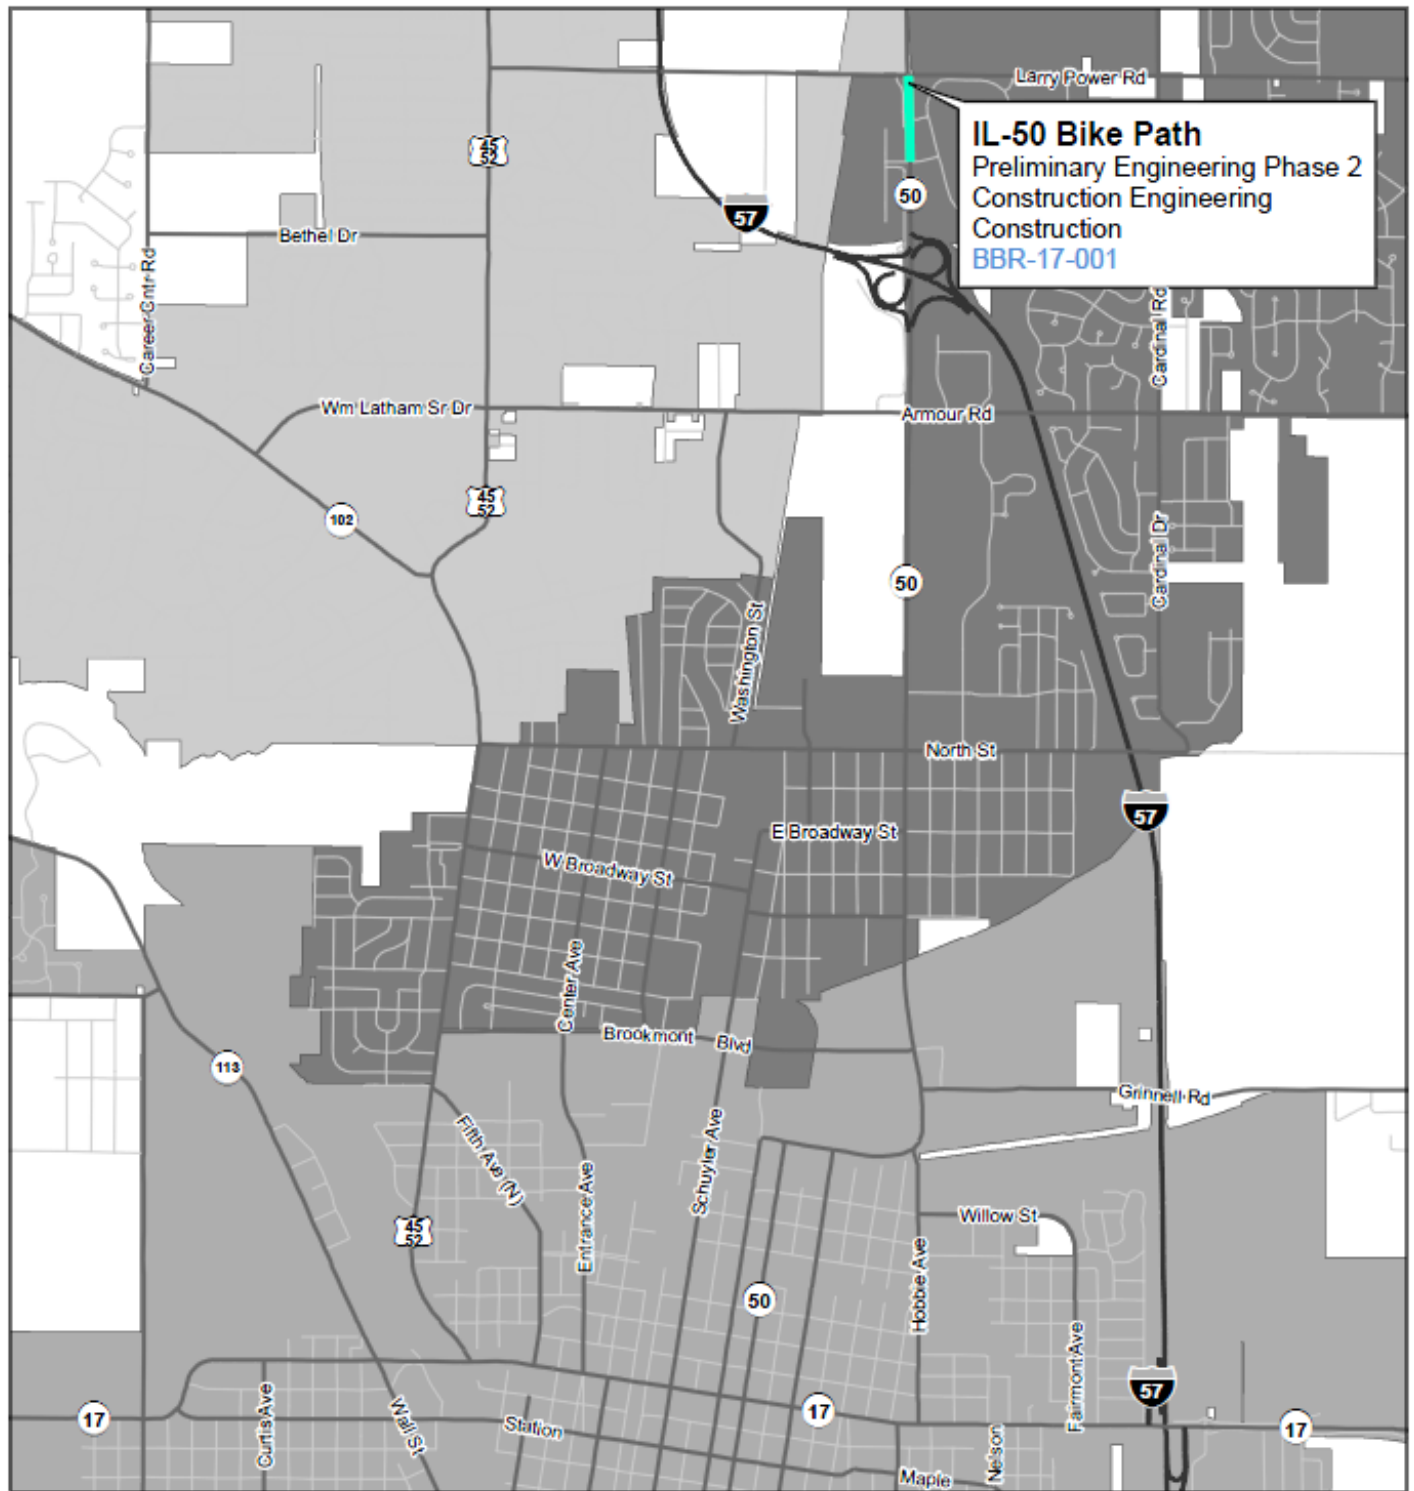 Larry Power Rd
IL-50 Bike Path
Preliminary Engineering Phase 2
Construction Engineering
Construction
BBR-17-001
45
52
50
57
Bethel Dr
Career Cntr Rd
Cardinal Rd
Wm Latham Sr Dr
Armour Rd
45
52
102
50
Cardinal Dr
Washington St
North St
57
E Broadway St
W Broadway St
Center Ave
Brookmont Blvd
113
Grinnell Rd
Fifth Ave (N)
Schuyler Ave
Entrance Ave
Willow St
45
52
Hobbie Ave
50
Fairmont Ave
57
17
Curtis Ave
Wall St
Station
17
Nelson
17
Maple